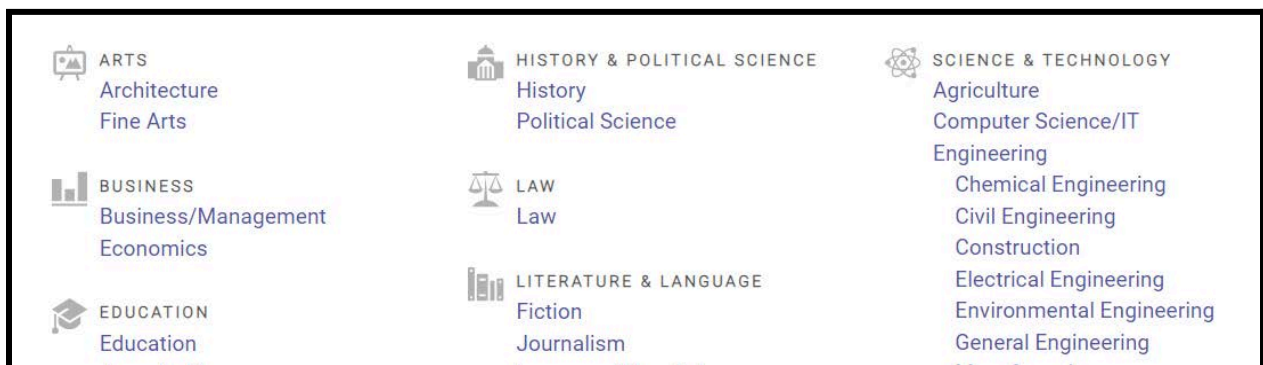 ARTS
Architecture
Fine Arts
BUSINESS
Business/Management
Economics
EDUCATION
Education
HISTORY & POLITICAL SCIENCE
History
Political Science
LAW
Law
LITERATURE & LANGUAGE
Fiction
Journalism
SCIENCE & TECHNOLOGY
Agriculture
Computer Science/IT
Engineering
Chemical Engineering
Civil Engineering
Construction
Electrical Engineering
Environmental Engineering
General Engineering